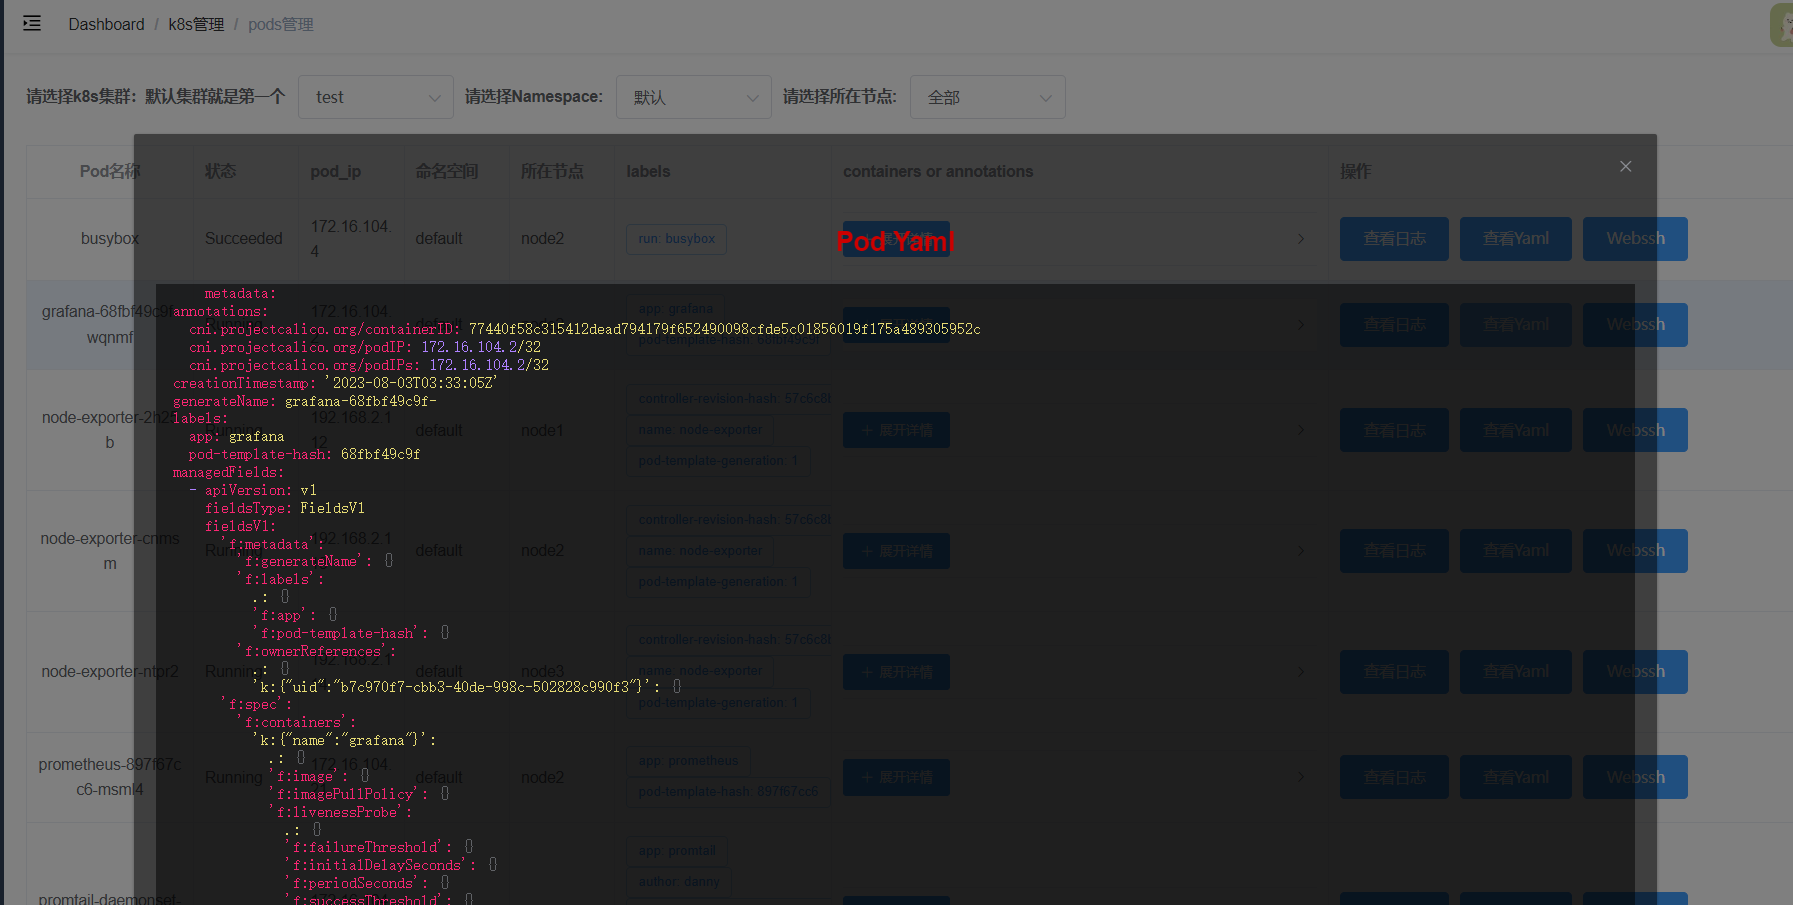 Dashboard / k8s管理 / pods管理
请选择k8s集群：默认集群就是第一个 test 请选择Namespace: 默认 请选择所在节点: 全部
Pod名称 状态 pod_ip 命名空间 所在节点 labels containers or annotations 操作
busybox Succeeded 172.16.104.4 default node2 run: busybox 查看日志 查看Yaml Webssh
Pod Yaml
metadata:
annotations:
cni.projectcalico.org/containerID: 77440f58c315412dead794179f652490098cfde5c01856019f175a489305952c
cni.projectcalico.org/podIP: 172.16.104.2/32
cni.projectcalico.org/podIPs: 172.16.104.2/32
creationTimestamp: '2023-08-03T03:33:05Z'
generateName: grafana-68fbf49c9f-
labels:
app: grafana
pod-template-hash: 68fbf49c9f
managedFields:
- apiVersion: v1
fieldsType: FieldsV1
fieldsV1:
'f:metadata':
'f:generateName': {}
'f:labels':
.: {}
'f:app': {}
'f:pod-template-hash': {}
'f:ownerReferences':
.: {}
'k:{"uid":"b7c970f7-cbb3-40de-998c-502828c990f3"}': {}
'f:spec':
'f:containers':
'k:{"name":"grafana"}':
.: {}
'f:image': {}
'f:imagePullPolicy': {}
'f:livenessProbe':
.: {}
'f:failureThreshold': {}
'f:initialDelaySeconds': {}
'f:periodSeconds': {}
'f:successThreshold': {}
grafana-68fbf49c9f-
wqnmf
app: grafana
pod-template-hash: 68fbf49c9f
查看日志 查看Yaml Webssh
node-exporter-2h25
b
Running 192.168.2.1
12
default node1
controller-revision-hash 57c6c8
name node-exporter
pod-template-generation 1
+ 展开详情 查看日志 查看Yaml Webssh
node-exporter-cnms
m
Running 192.168.2.1
default node2
controller-revision-hash 57c6c8
name node-exporter
pod-template-generation 1
+ 展开详情 查看日志 查看Yaml Webssh
node-exporter-ntpr2 Running 192.168.2.1
default node3
controller-revision-hash 57c6c8
name node-exporter
pod-template-generation 1
+ 展开详情 查看日志 查看Yaml Webssh
prometheus-897f67c
c6-msml4
Running 172.16.104.
default node2
app: prometheus
pod-template-hash 897f67cc6
+ 展开详情 查看日志 查看Yaml Webssh
promtail-daemonset-
app: promtail
author: danny